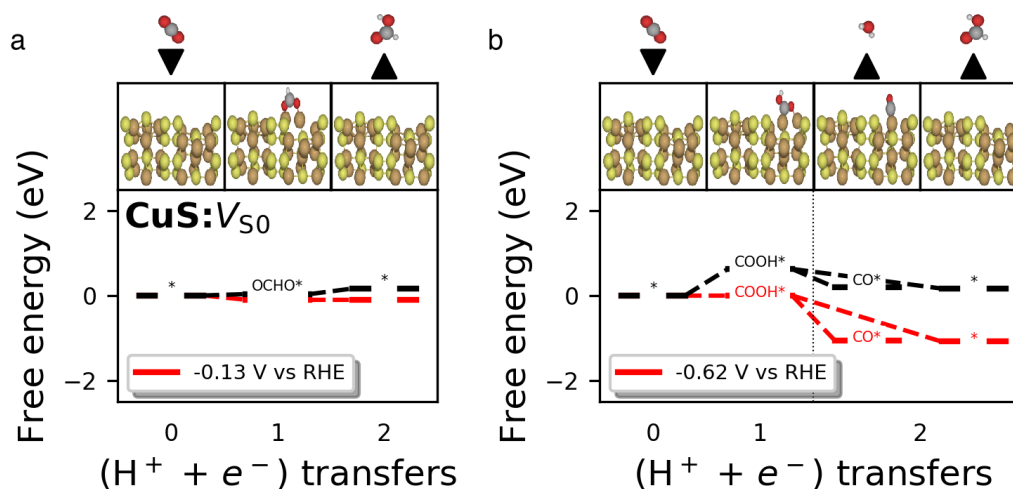 a
b
Free energy (eV)
2
0
−2
CuS:V_S0
*
OCHO*
*
-0.13 V vs RHE
0
1
2
(H⁺ + e⁻) transfers
Free energy (eV)
2
0
−2
*
COOH*
COOH*
CO*
*
CO*
*
-0.62 V vs RHE
0
1
2
(H⁺ + e⁻) transfers